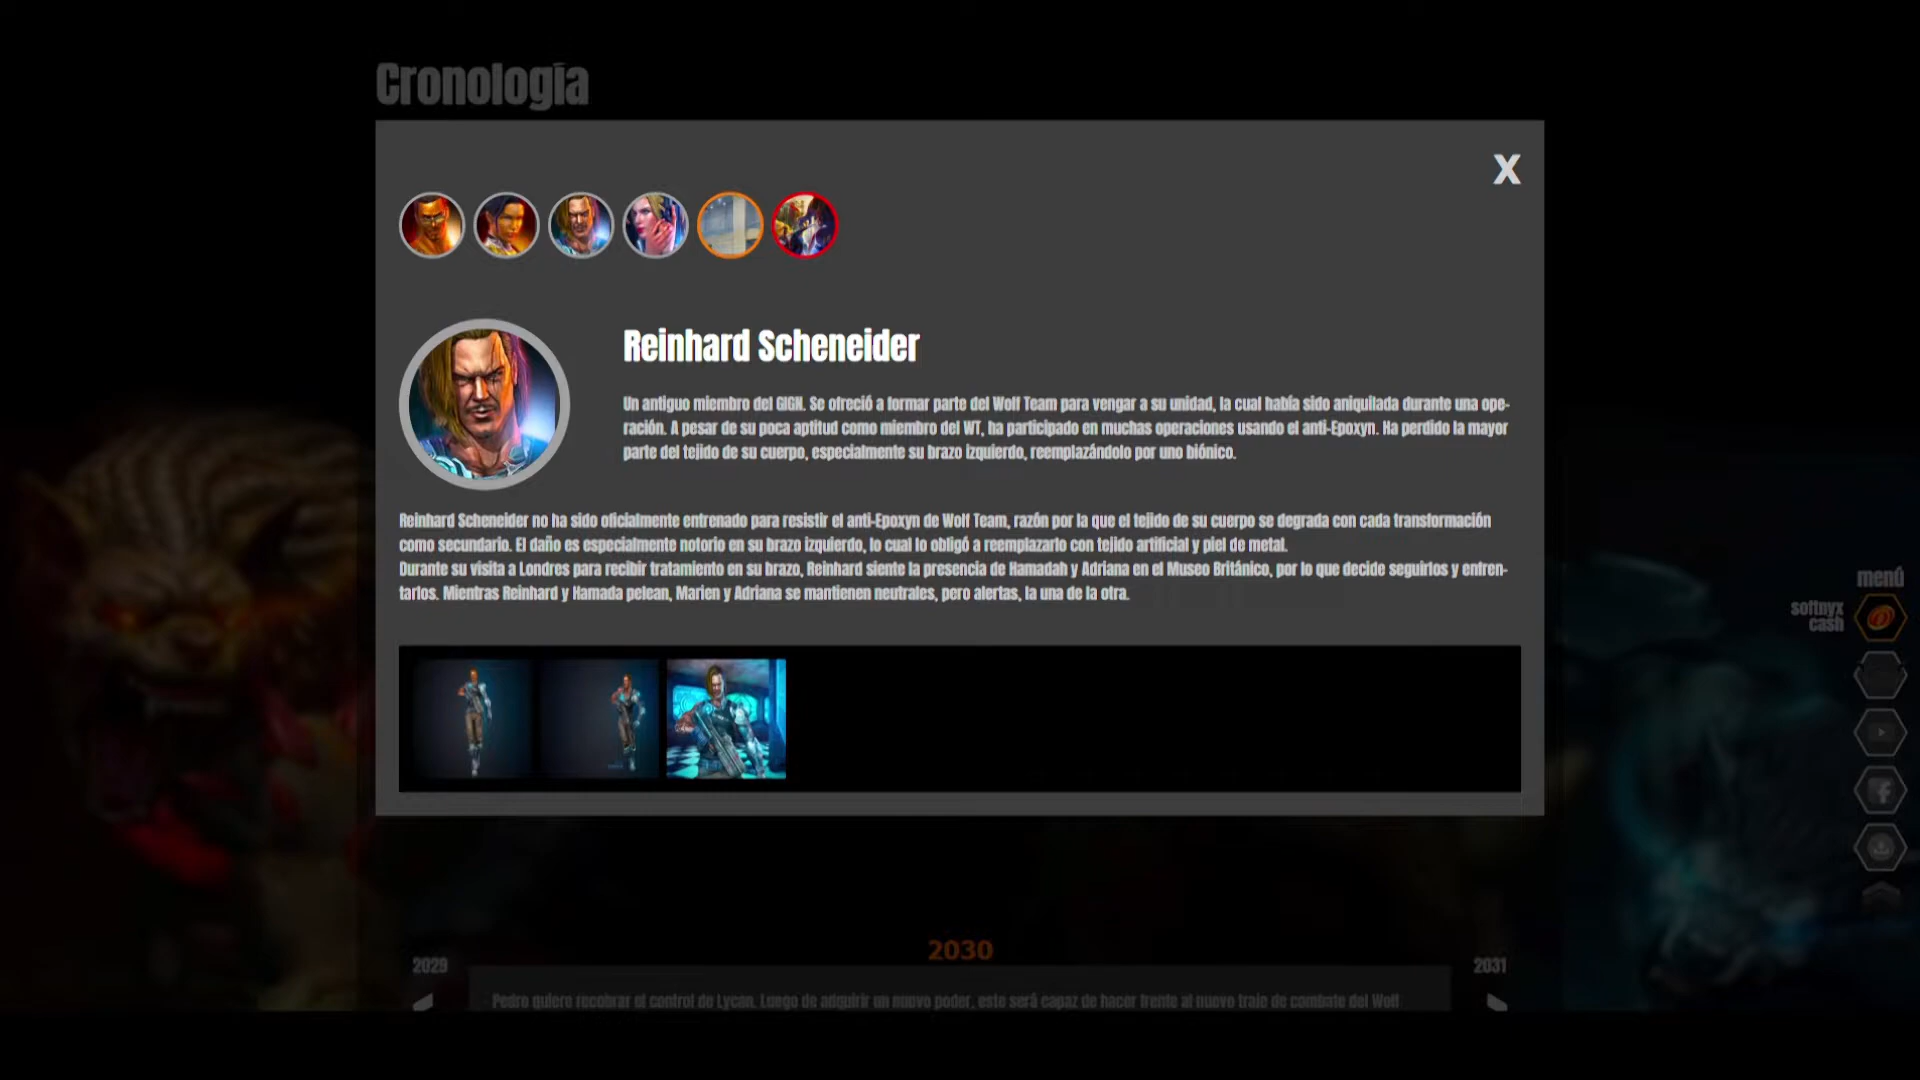 Cronología
X
Reinhard Scheneider
Un antiguo miembro del GIGN. Se ofreció a formar parte del Wolf Team para vengar a su unidad, la cual había sido aniquilada durante una ope-
ración. A pesar de su poca aptitud como miembro del WT, ha participado en muchas operaciones usando el anti-Epoxyn. Ha perdido la mayor
parte del tejido de su cuerpo, especialmente su brazo izquierdo, reemplazándolo por uno biónico.
Reinhard Scheneider no ha sido oficialmente entrenado para resistir el anti-Epoxyn de Wolf Team, razón por la que el tejido de su cuerpo se degrada con cada transformación
como secundario. El daño es especialmente notorio en su brazo izquierdo, lo cual lo obligó a reemplazarlo con tejido artificial y piel de metal.
Durante su visita a Londres para recibir tratamiento en su brazo, Reinhard siente la presencia de Hamadah y Adriana en el Museo Británico, por lo que decide seguirlos y enfren-
tarlos. Mientras Reinhard y Hamada pelean, Marien y Adriana se mantienen neutrales, pero alertas, la una de la otra.
menú
softnyx
cash
2029
2030
2031
Pedro quiere recobrar el control de Lycan. Luego de adquirir un nuevo poder, este será capaz de hacer frente al nuevo traje de combate del Wolf